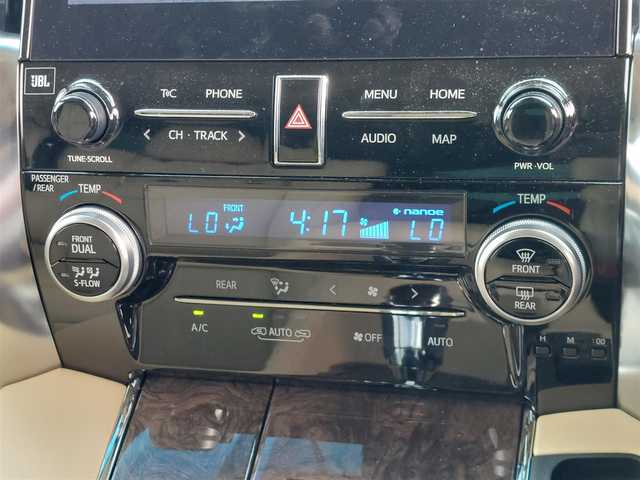 JBL
TC PHONE
MENU HOME
CH · TRACK
AUDIO MAP
TUNE·SCROLL
PWR·VOL
PASSENGER
/REAR
TEMP
FRONT
LO 4:17 nanoe LO
TEMP
FRONT
DUAL
S-FLOW
FRONT
REAR
REAR
A/C
AUTO
OFF
AUTO
H M :00